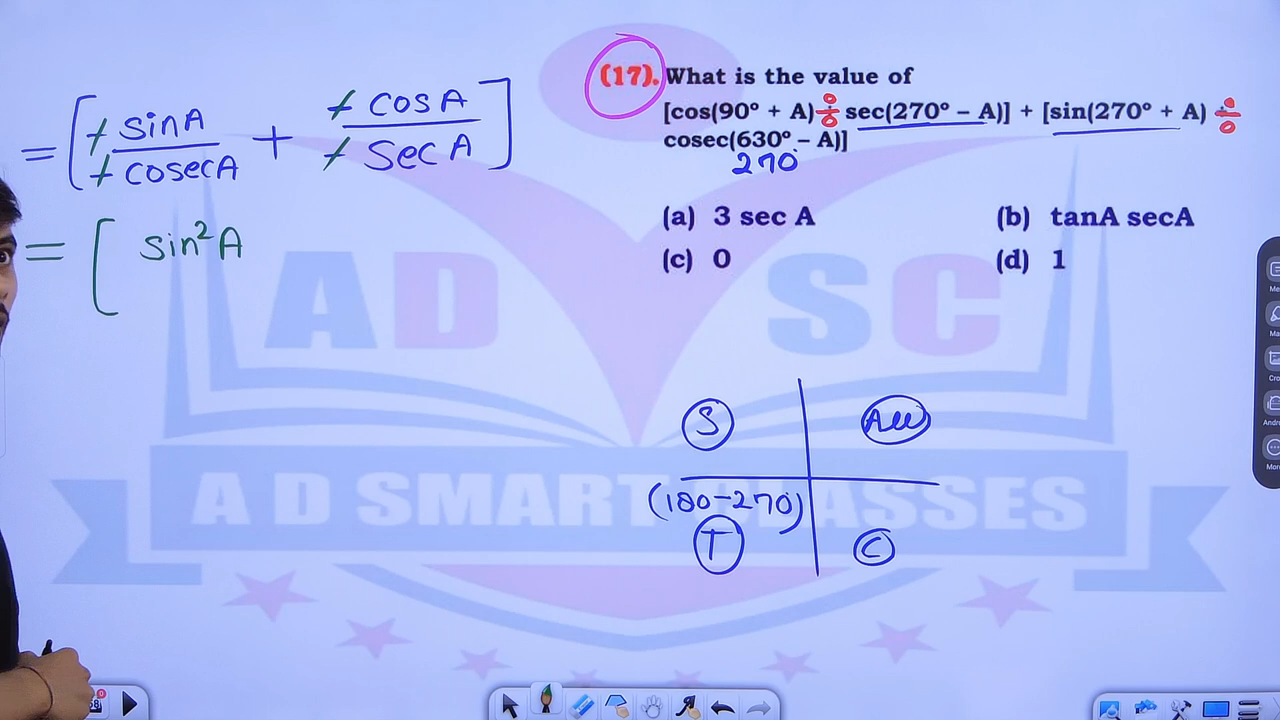 (17). What is the value of
[cos(90° + A) ÷ sec(270° – A)] + [sin(270° + A) ÷
cosec(630° – A)]
270
(a) 3 sec A
(b) tanA secA
(c) 0
(d) 1
= [ + sinA / + cosecA + + cosA / + sec A ]
= [ sin²A
S
All
(180-270)
T
C
AD SC
A D SMART CLASSES